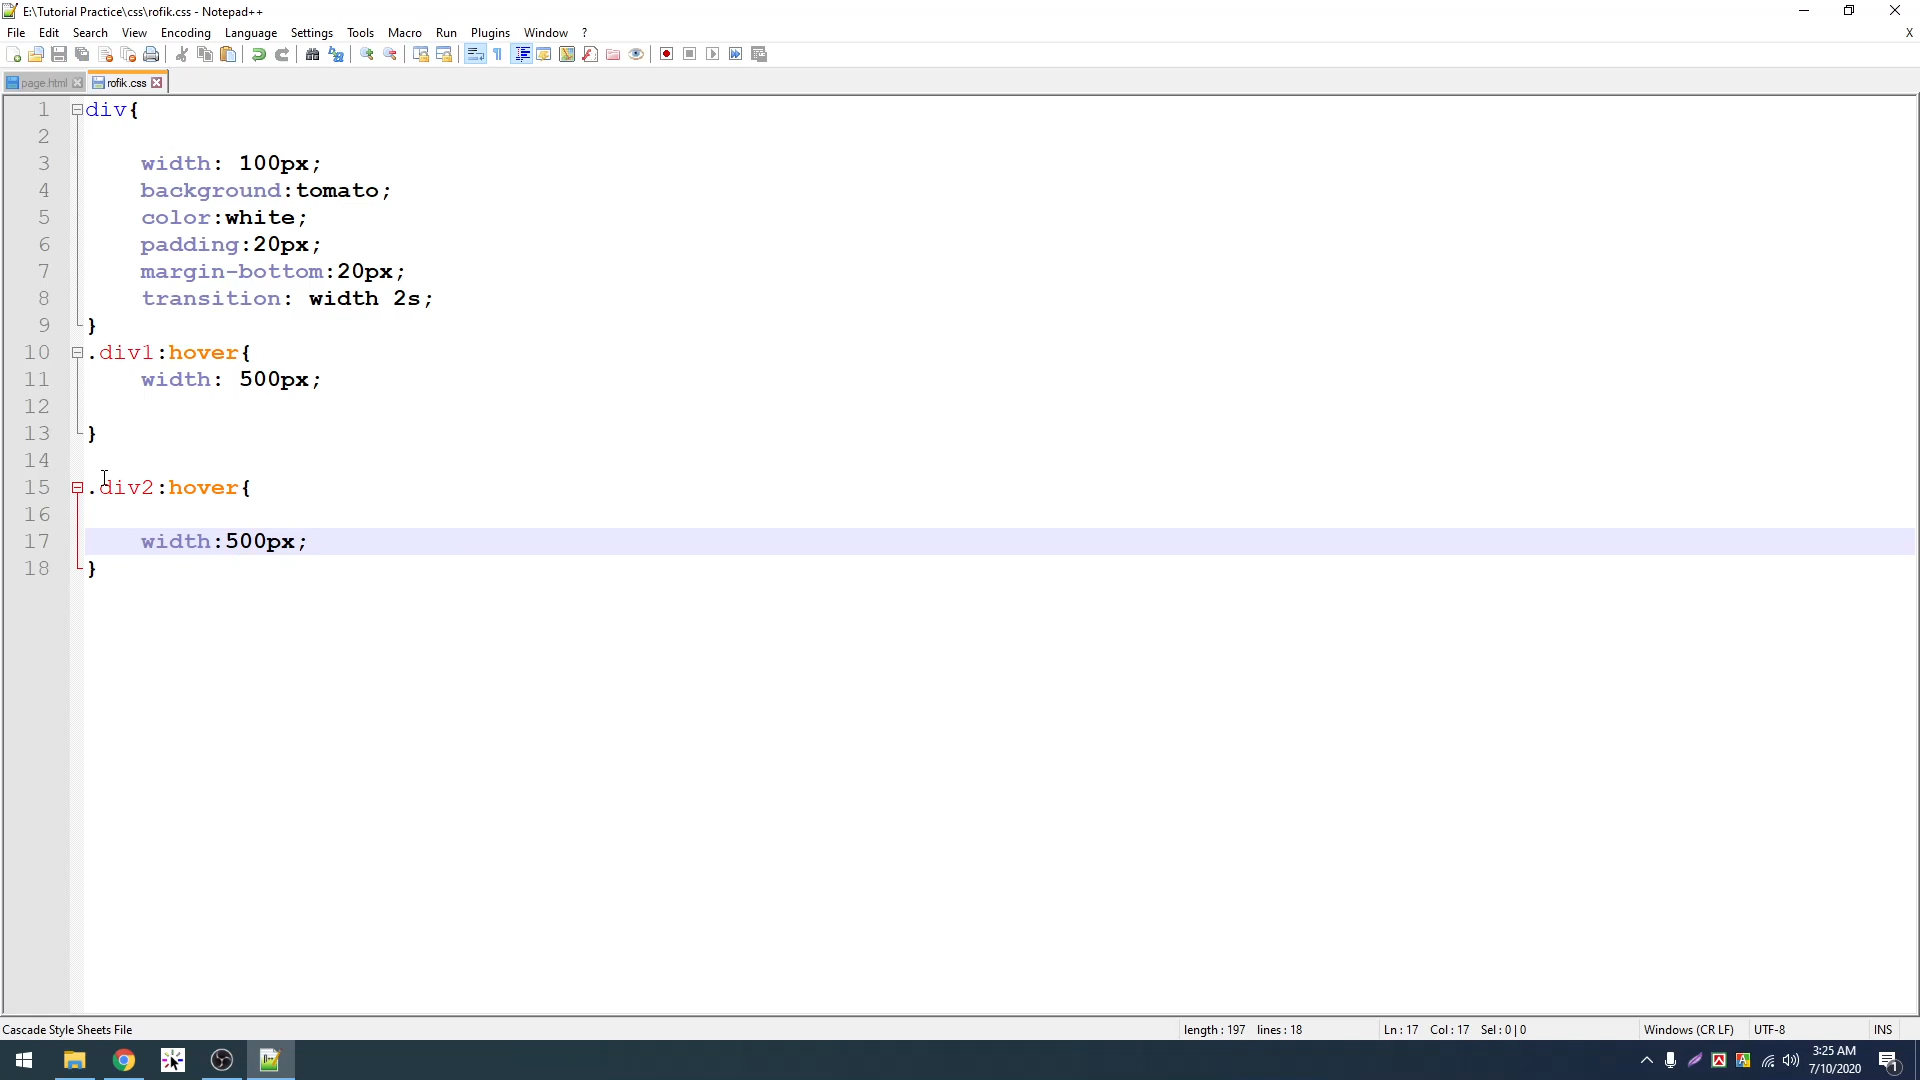 E:\Tutorial Practice\css\rofik.css - Notepad++
File Edit Search View Encoding Language Settings Tools Macro Run Plugins Window ? X
page.html rofik.css
1 div{
2
3 width: 100px;
4 background:tomato;
5 color:white;
6 padding:20px;
7 margin-bottom:20px;
8 transition: width 2s;
9 }
10 .div1:hover{
11 width: 500px;
12
13 }
14
15 .div2:hover{
16
17 width:500px;
18 }
Cascade Style Sheets File length : 197 lines : 18 Ln : 17 Col : 17 Sel : 0 | 0 Windows (CR LF) UTF-8 INS
3:25 AM
7/10/2020